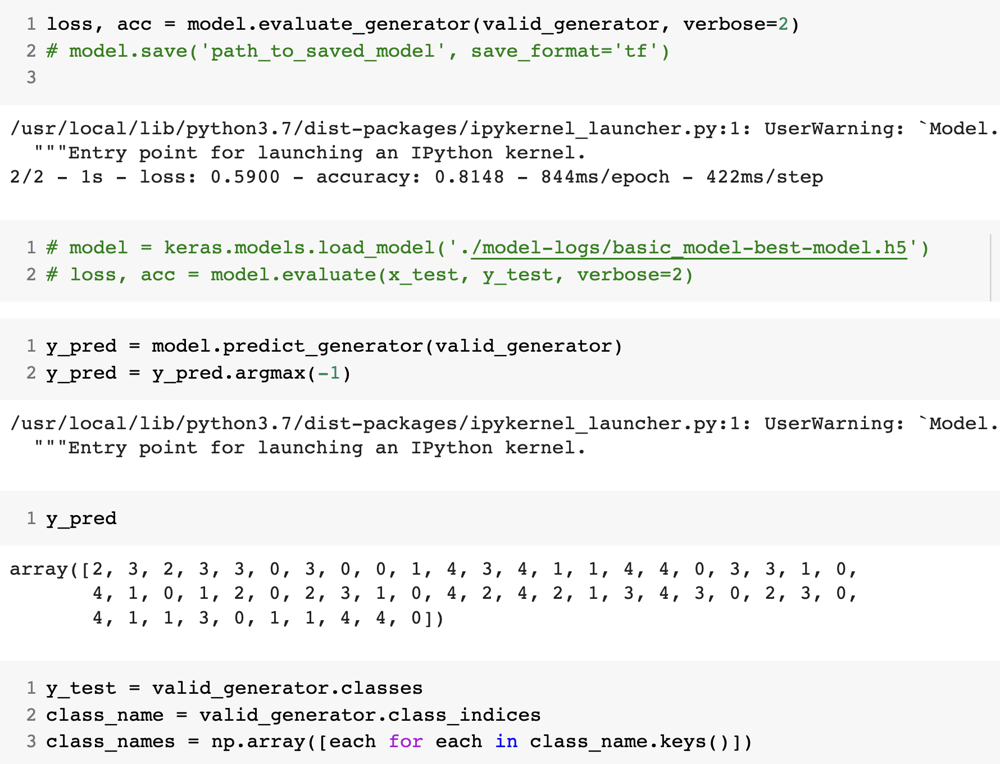 1 loss, acc = model.evaluate_generator(valid_generator, verbose=2)
2 # model.save('path_to_saved_model', save_format='tf')
3
/usr/local/lib/python3.7/dist-packages/ipykernel_launcher.py:1: UserWarning: `Model.
  """Entry point for launching an IPython kernel.
2/2 - 1s - loss: 0.5900 - accuracy: 0.8148 - 844ms/epoch - 422ms/step
1 # model = keras.models.load_model('./model-logs/basic_model-best-model.h5')
2 # loss, acc = model.evaluate(x_test, y_test, verbose=2)
1 y_pred = model.predict_generator(valid_generator)
2 y_pred = y_pred.argmax(-1)
/usr/local/lib/python3.7/dist-packages/ipykernel_launcher.py:1: UserWarning: `Model.
  """Entry point for launching an IPython kernel.
1 y_pred
array([2, 3, 2, 3, 3, 0, 3, 0, 0, 1, 4, 3, 4, 1, 1, 4, 4, 0, 3, 3, 1, 0,
       4, 1, 0, 1, 2, 0, 2, 3, 1, 0, 4, 2, 4, 2, 1, 3, 4, 3, 0, 2, 3, 0,
       4, 1, 1, 3, 0, 1, 1, 4, 4, 0])
1 y_test = valid_generator.classes
2 class_name = valid_generator.class_indices
3 class_names = np.array([each for each in class_name.keys()])